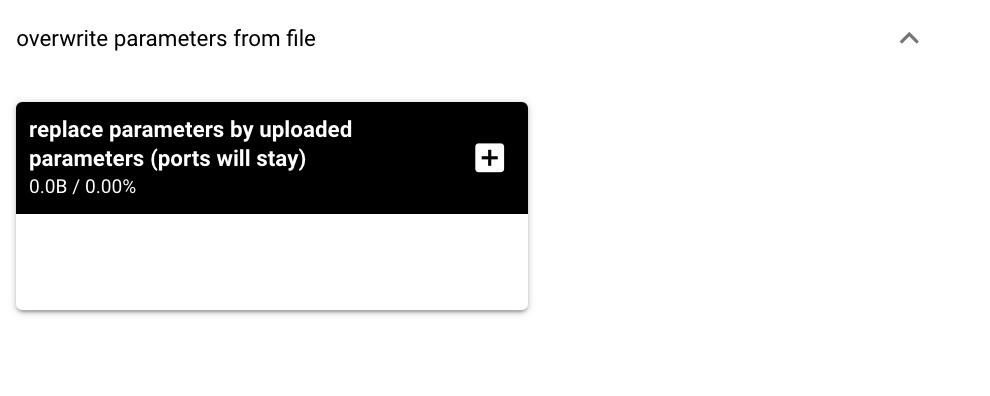 overwrite parameters from file
replace parameters by uploaded
parameters (ports will stay)
0.0B / 0.00%